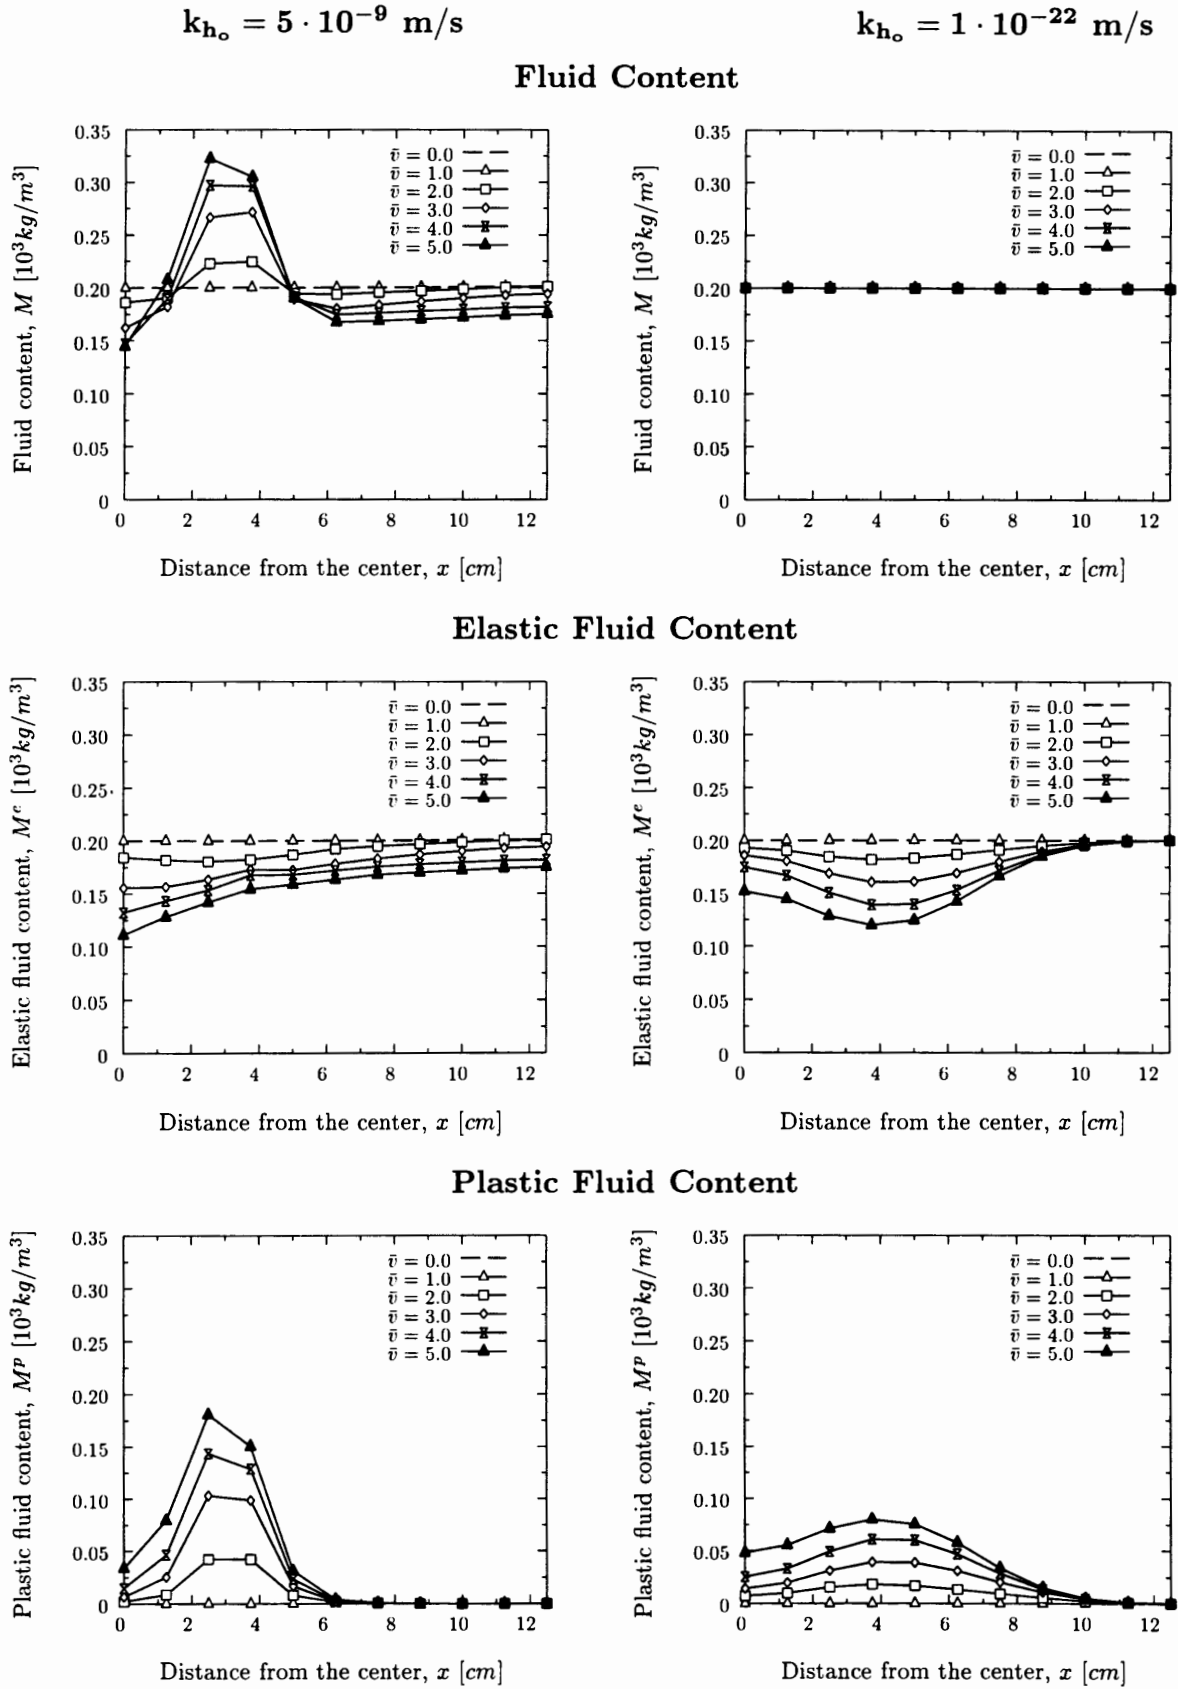 k_{h_o} = 5 · 10^{-9} m/s
k_{h_o} = 1 · 10^{-22} m/s
Fluid Content
Fluid content, M [10^3 kg/m^3]
0.35
0.30
0.25
0.20
0.15
0.10
0.05
0
v̄ = 0.0
v̄ = 1.0
v̄ = 2.0
v̄ = 3.0
v̄ = 4.0
v̄ = 5.0
0 2 4 6 8 10 12
Distance from the center, x [cm]
Fluid content, M [10^3 kg/m^3]
0.35
0.30
0.25
0.20
0.15
0.10
0.05
0
v̄ = 0.0
v̄ = 1.0
v̄ = 2.0
v̄ = 3.0
v̄ = 4.0
v̄ = 5.0
0 2 4 6 8 10 12
Distance from the center, x [cm]
Elastic Fluid Content
Elastic fluid content, M^e [10^3 kg/m^3]
0.35
0.30
0.25
0.20
0.15
0.10
0.05
0
v̄ = 0.0
v̄ = 1.0
v̄ = 2.0
v̄ = 3.0
v̄ = 4.0
v̄ = 5.0
0 2 4 6 8 10 12
Distance from the center, x [cm]
Elastic fluid content, M^e [10^3 kg/m^3]
0.35
0.30
0.25
0.20
0.15
0.10
0.05
0
v̄ = 0.0
v̄ = 1.0
v̄ = 2.0
v̄ = 3.0
v̄ = 4.0
v̄ = 5.0
0 2 4 6 8 10 12
Distance from the center, x [cm]
Plastic Fluid Content
Plastic fluid content, M^p [10^3 kg/m^3]
0.35
0.30
0.25
0.20
0.15
0.10
0.05
0
v̄ = 0.0
v̄ = 1.0
v̄ = 2.0
v̄ = 3.0
v̄ = 4.0
v̄ = 5.0
0 2 4 6 8 10 12
Distance from the center, x [cm]
Plastic fluid content, M^p [10^3 kg/m^3]
0.35
0.30
0.25
0.20
0.15
0.10
0.05
0
v̄ = 0.0
v̄ = 1.0
v̄ = 2.0
v̄ = 3.0
v̄ = 4.0
v̄ = 5.0
0 2 4 6 8 10 12
Distance from the center, x [cm]